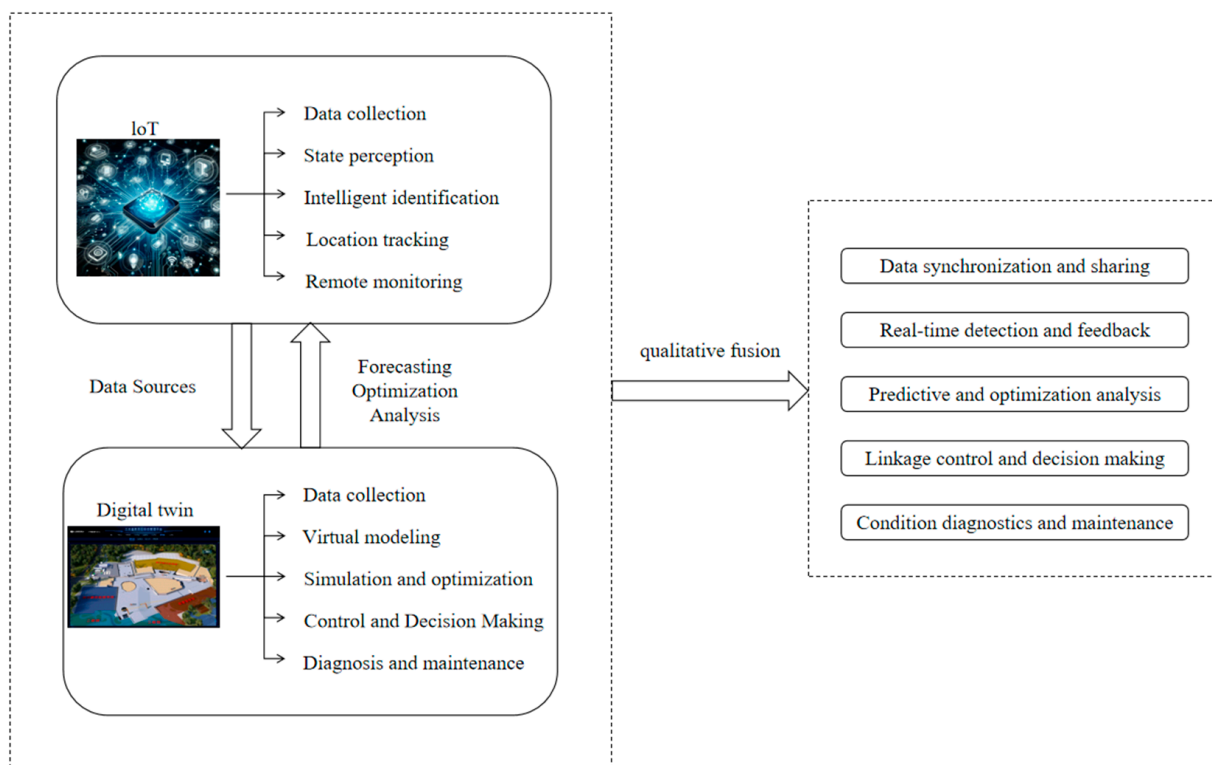 loT
Data collection
State perception
Intelligent identification
Location tracking
Remote monitoring
Data Sources
Forecasting
Optimization
Analysis
Digital twin
Data collection
Virtual modeling
Simulation and optimization
Control and Decision Making
Diagnosis and maintenance
qualitative fusion
Data synchronization and sharing
Real-time detection and feedback
Predictive and optimization analysis
Linkage control and decision making
Condition diagnostics and maintenance